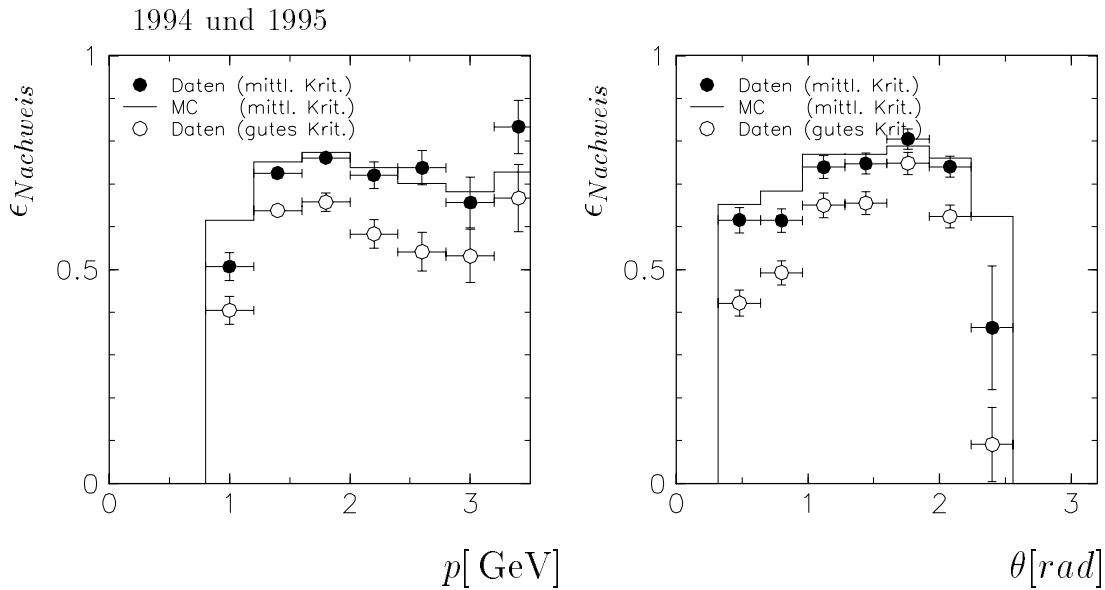 1994 und 1995
ϵNachweis
1
0.5
0
Daten (mittl. Krit.)
MC (mittl. Krit.)
Daten (gutes Krit.)
0 1 2 3
p[ GeV]
ϵNachweis
1
0.5
0
Daten (mittl. Krit.)
MC (mittl. Krit.)
Daten (gutes Krit.)
0 1 2 3
θ[rad]